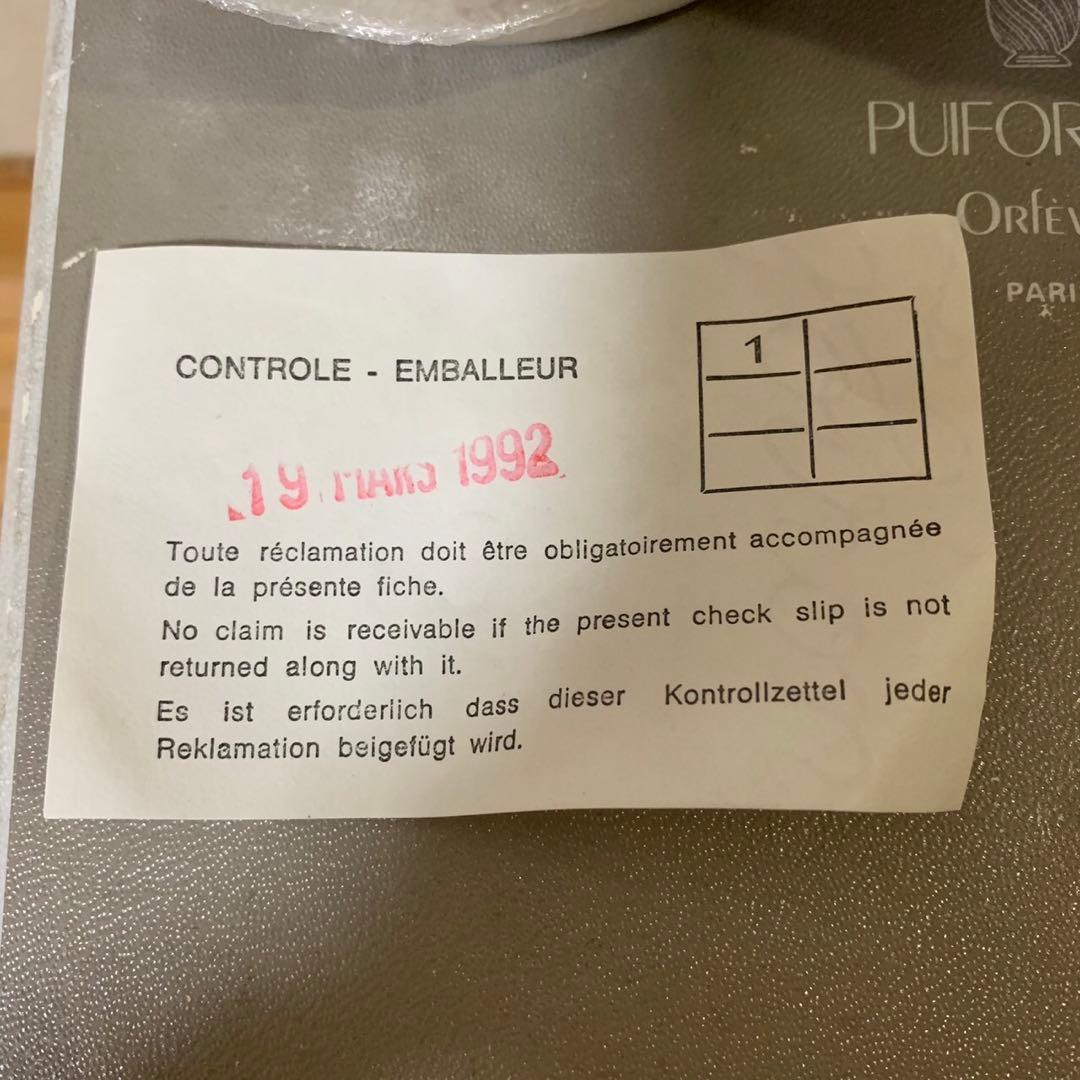 PUIFOR
ORFÈV
PARI
CONTROLE - EMBALLEUR
1
19 MARS 1992
Toute réclamation doit être obligatoirement accompagnée
de la présente fiche.
No claim is receivable if the present check slip is not
returned along with it.
Es ist erforderlich dass dieser Kontrollzettel jeder
Reklamation beigefügt wird.